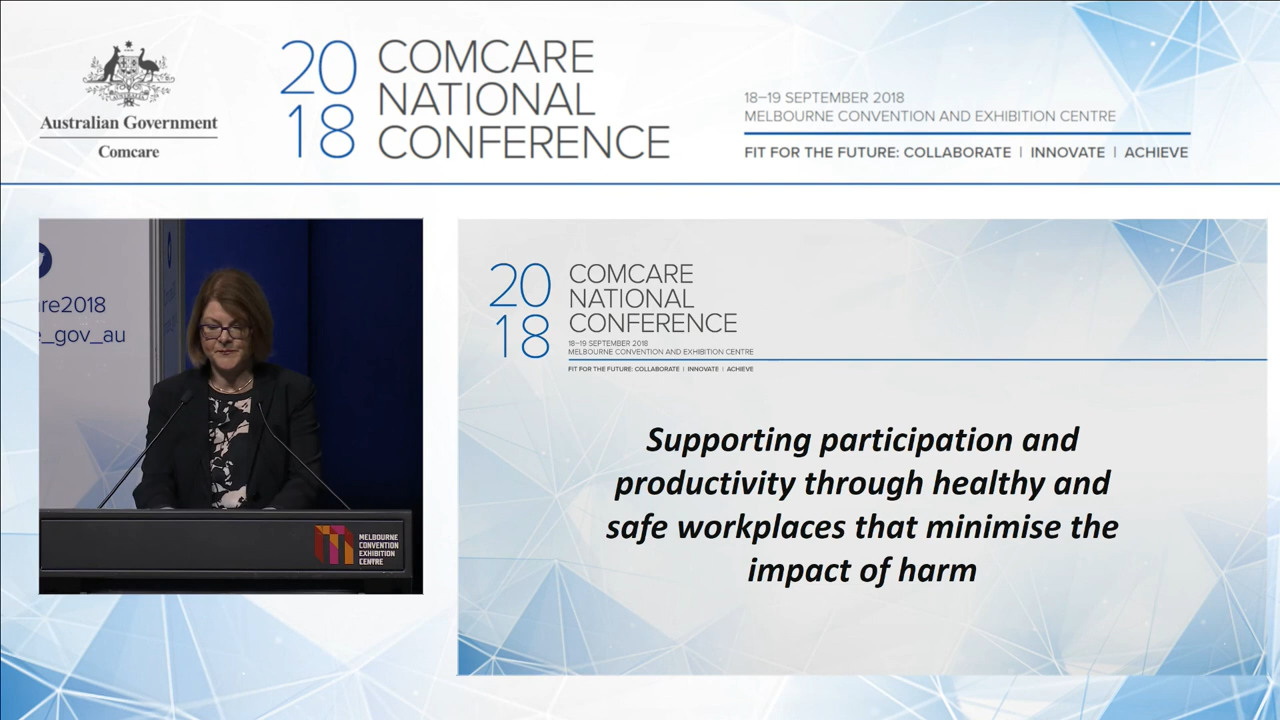 Australian Government
Comcare
20
18
COMCARE
NATIONAL
CONFERENCE
18–19 SEPTEMBER 2018
MELBOURNE CONVENTION AND EXHIBITION CENTRE
FIT FOR THE FUTURE: COLLABORATE | INNOVATE | ACHIEVE
re2018
_gov_au
MELBOURNE
CONVENTION
EXHIBITION
CENTRE
20
18
COMCARE
NATIONAL
CONFERENCE
18–19 SEPTEMBER 2018
MELBOURNE CONVENTION AND EXHIBITION CENTRE
FIT FOR THE FUTURE: COLLABORATE | INNOVATE | ACHIEVE
Supporting participation and
productivity through healthy and
safe workplaces that minimise the
impact of harm